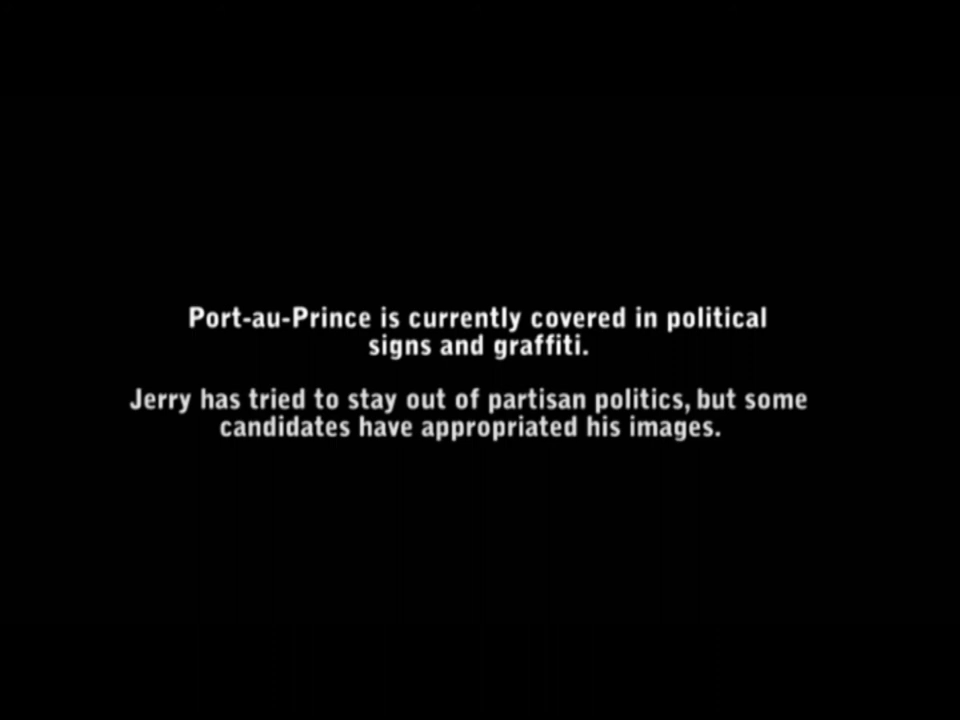 Port-au-Prince is currently covered in political
signs and graffiti.
Jerry has tried to stay out of partisan politics, but some
candidates have appropriated his images.